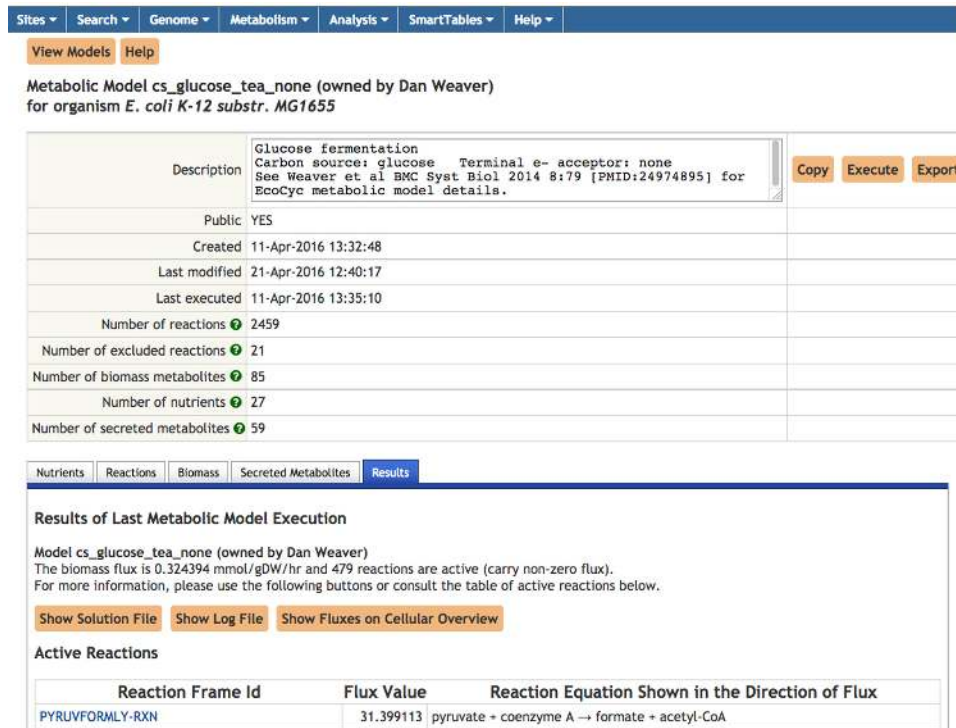 Sites Search Genome Metabolism Analysis SmartTables Help
View Models Help
Metabolic Model cs_glucose_tea_none (owned by Dan Weaver)
for organism E. coli K-12 substr. MG1655
Description
Glucose fermentation
Carbon source: glucose Terminal e- acceptor: none
See Weaver et al BMC Syst Biol 2014 8:79 [PMID:24974895] for
EcoCyc metabolic model details.
Copy Execute Export
Public YES
Created 11-Apr-2016 13:32:48
Last modified 21-Apr-2016 12:40:17
Last executed 11-Apr-2016 13:35:10
Number of reactions ? 2459
Number of excluded reactions ? 21
Number of biomass metabolites ? 85
Number of nutrients ? 27
Number of secreted metabolites ? 59
Nutrients Reactions Biomass Secreted Metabolites Results
Results of Last Metabolic Model Execution
Model cs_glucose_tea_none (owned by Dan Weaver)
The biomass flux is 0.324394 mmol/gDW/hr and 479 reactions are active (carry non-zero flux).
For more information, please use the following buttons or consult the table of active reactions below.
Show Solution File Show Log File Show Fluxes on Cellular Overview
Active Reactions
Reaction Frame Id Flux Value Reaction Equation Shown in the Direction of Flux
PYRUVFORMLY-RXN 31.399113 pyruvate + coenzyme A → formate + acetyl-CoA